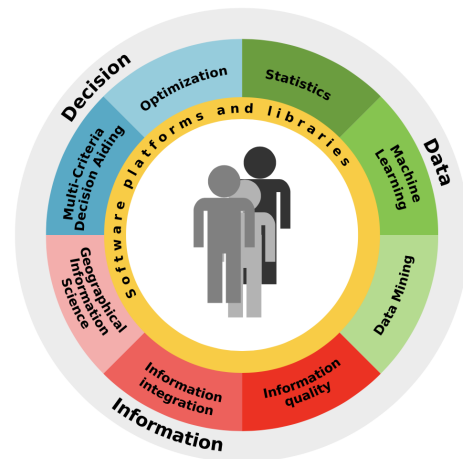 Decision
Data
Information
Optimization
Statistics
Machine
Learning
Data Mining
Information
quality
Information
integration
Geographical
Information
Science
Multi-Criteria
Decision Aiding
Software platforms and libraries